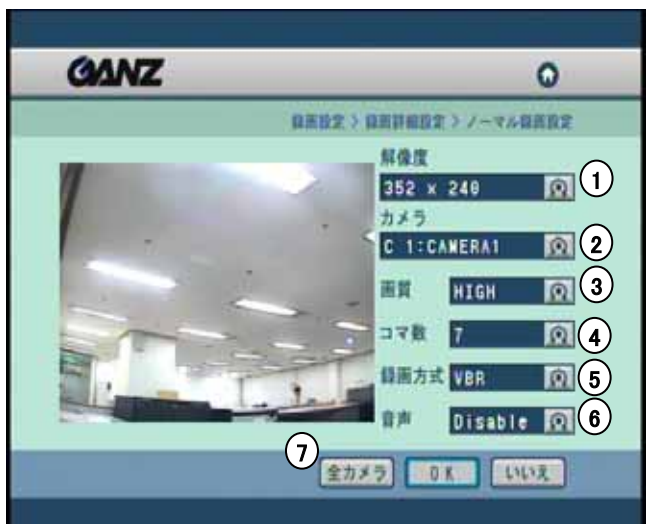 GANZ
録画設定 > 録画詳細設定 > ノーマル録画設定
解像度
352 x 240 1
カメラ
C 1:CAMERA1 2
画質 HIGH 3
コマ数 7 4
録画方式 VBR 5
音声 Disable 6
7
全カメラ OK いいえ